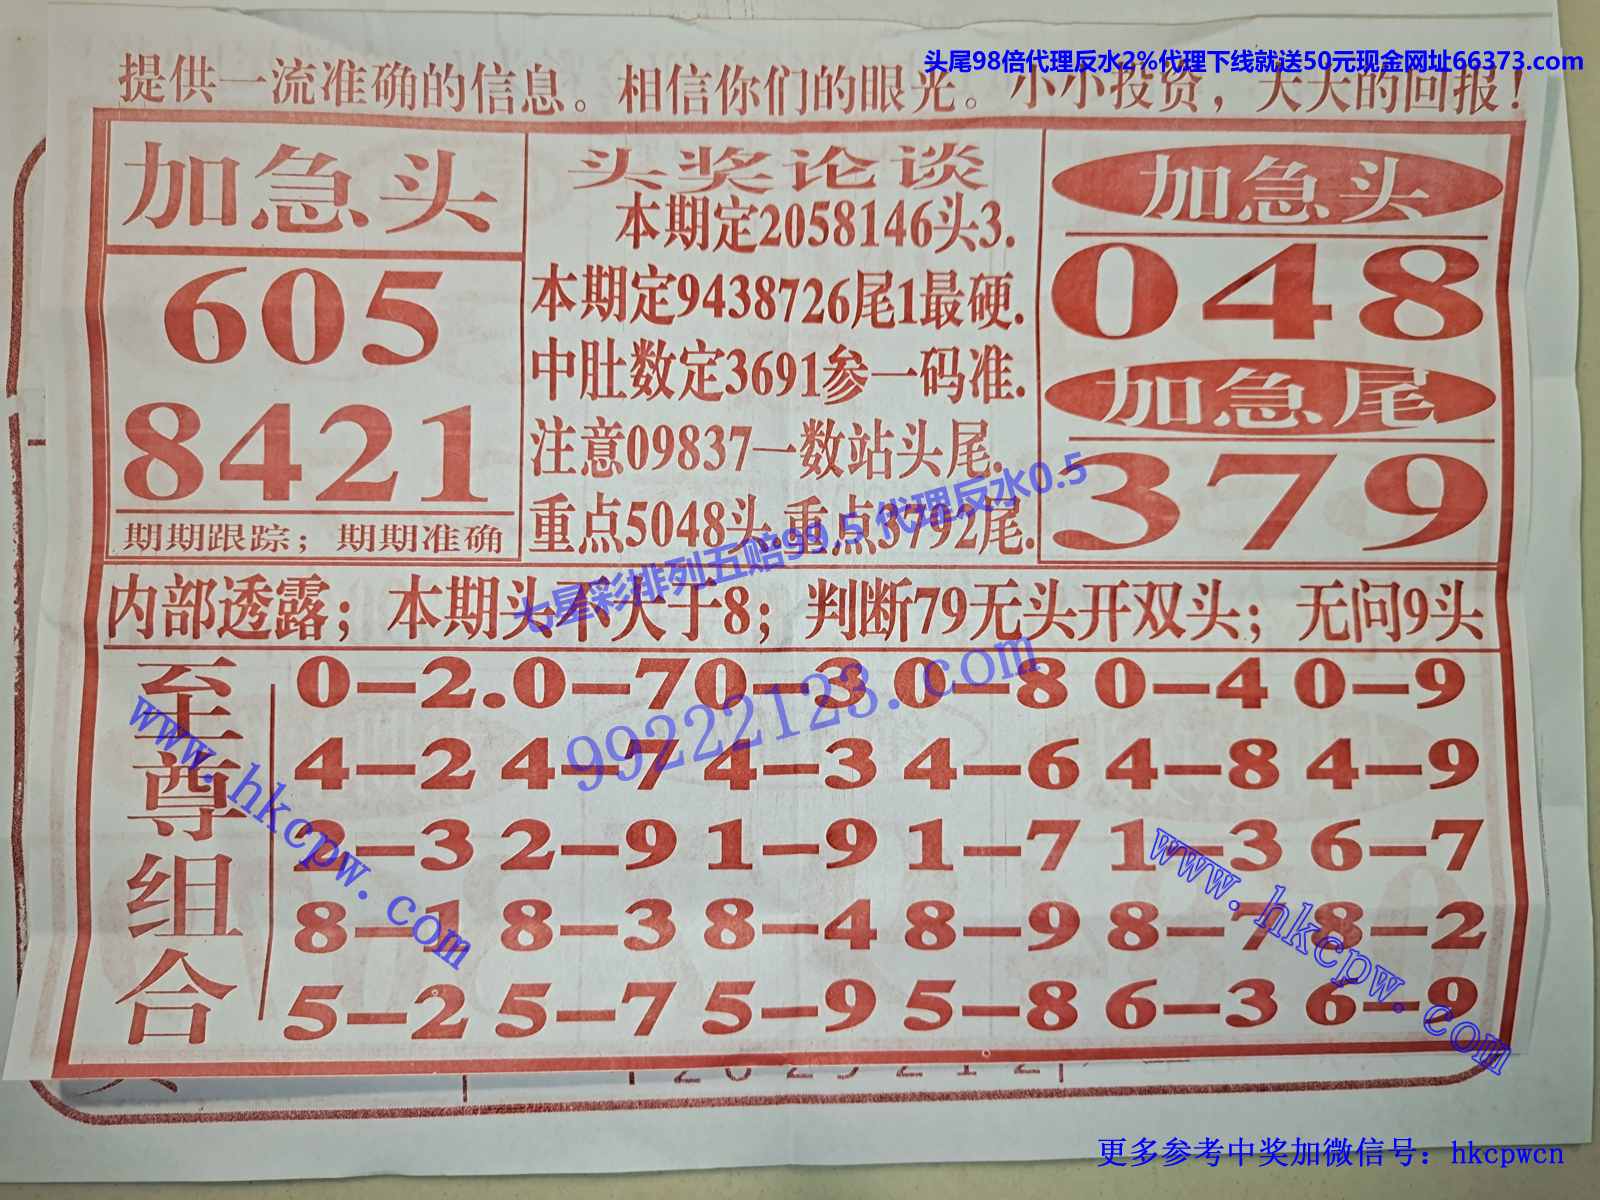 头尾98倍代理反水2%代理下线就送50元现金网址66373.com
提供一流准确的信息。相信你们的眼光。小小投资，天天的回报！
加急头
605
8421
期期跟踪；期期准确
头奖论谈
本期定2058146头3.
本期定9438726尾1最硬.
中肚数定3691参一码准.
注意09837一数站头尾.
重点5048头.重点3792尾.
加急头
048
加急尾
379
七星彩排列五赔99.5代理反水0.5
内部透露；本期头不大于8；判断79无头开双头；无问9头
99222123.com
至尊组合
0—2.0—7 0—3 0—8 0—4 0—9
4—2 4—7 4—3 4—6 4—8 4—9
2—3 2—9 1—9 1—7 1—3 6—7
8—1 8—3 8—4 8—9 8—7 8—2
5—2 5—7 5—9 5—8 6—3 6—9
www.hkcpw.com
www.hkcpw.com
更多参考中奖加微信号：hkcpwcn